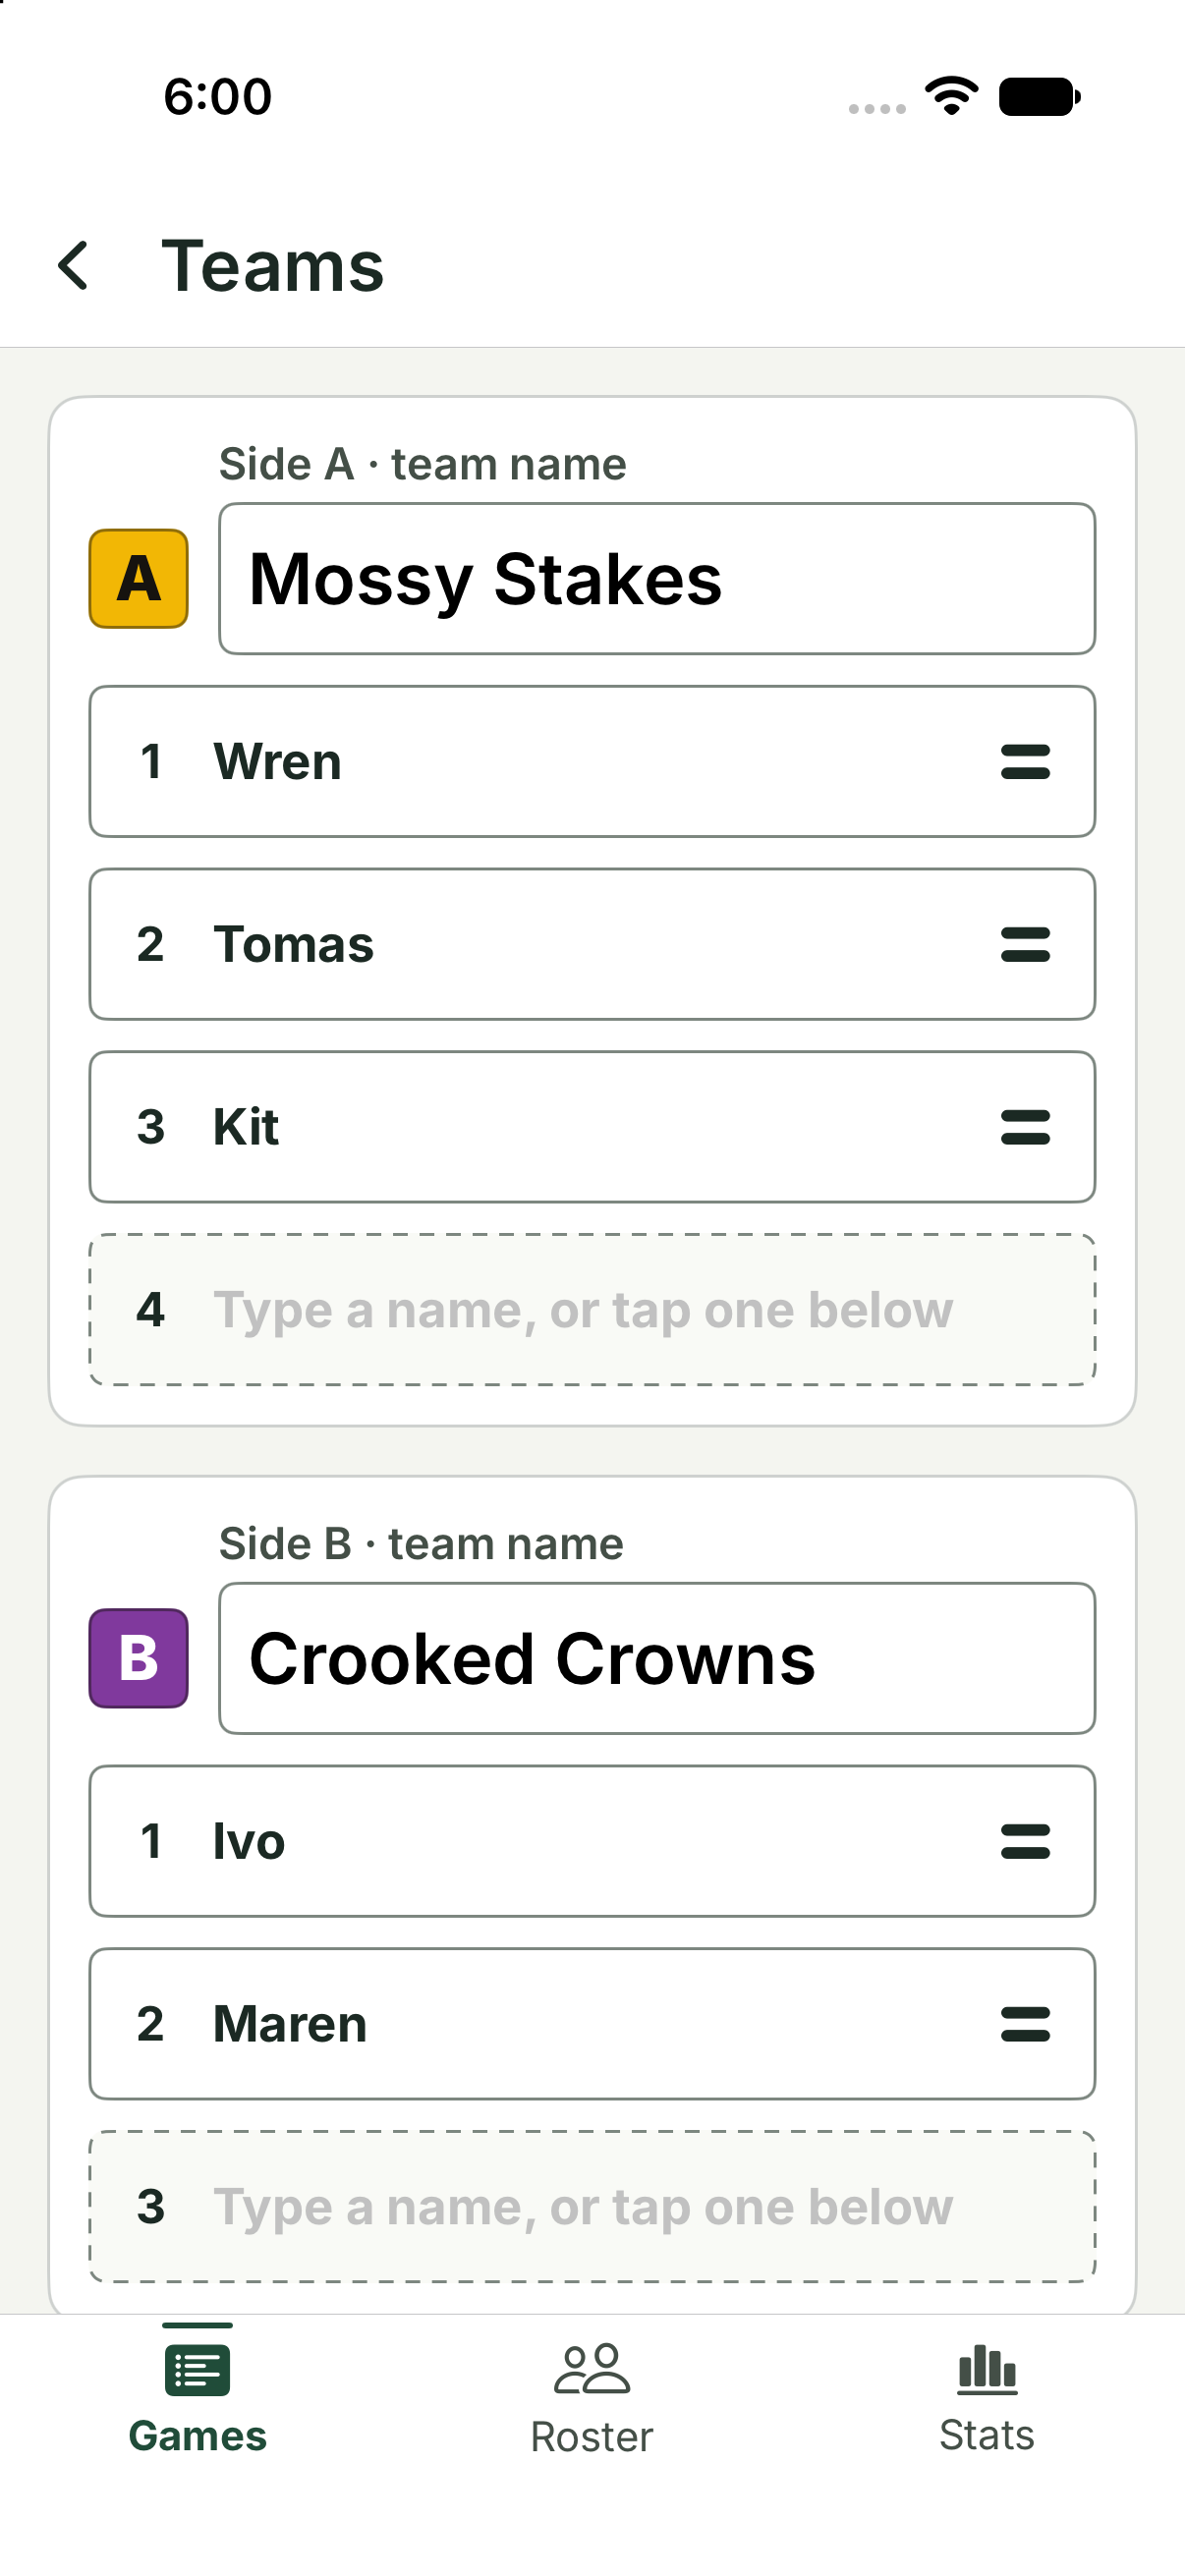 6:00
Teams
Side A · team name
A
Mossy Stakes
1 Wren
2 Tomas
3 Kit
4 Type a name, or tap one below
Side B · team name
B
Crooked Crowns
1 Ivo
2 Maren
3 Type a name, or tap one below
Games
Roster
Stats